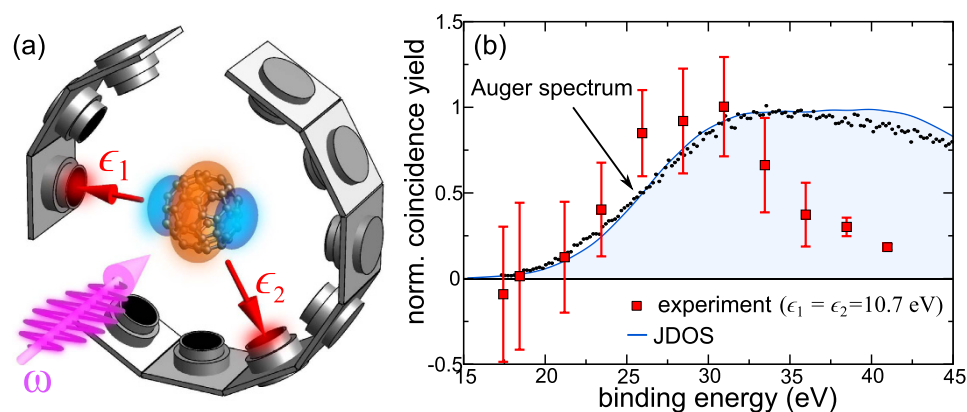 (a)
ϵ1
ϵ2
ω
(b)
norm. coincidence yield
1.5
1
0.5
0
-0.5
Auger spectrum
experiment (ϵ1 = ϵ2=10.7 eV)
JDOS
15 20 25 30 35 40 45
binding energy (eV)